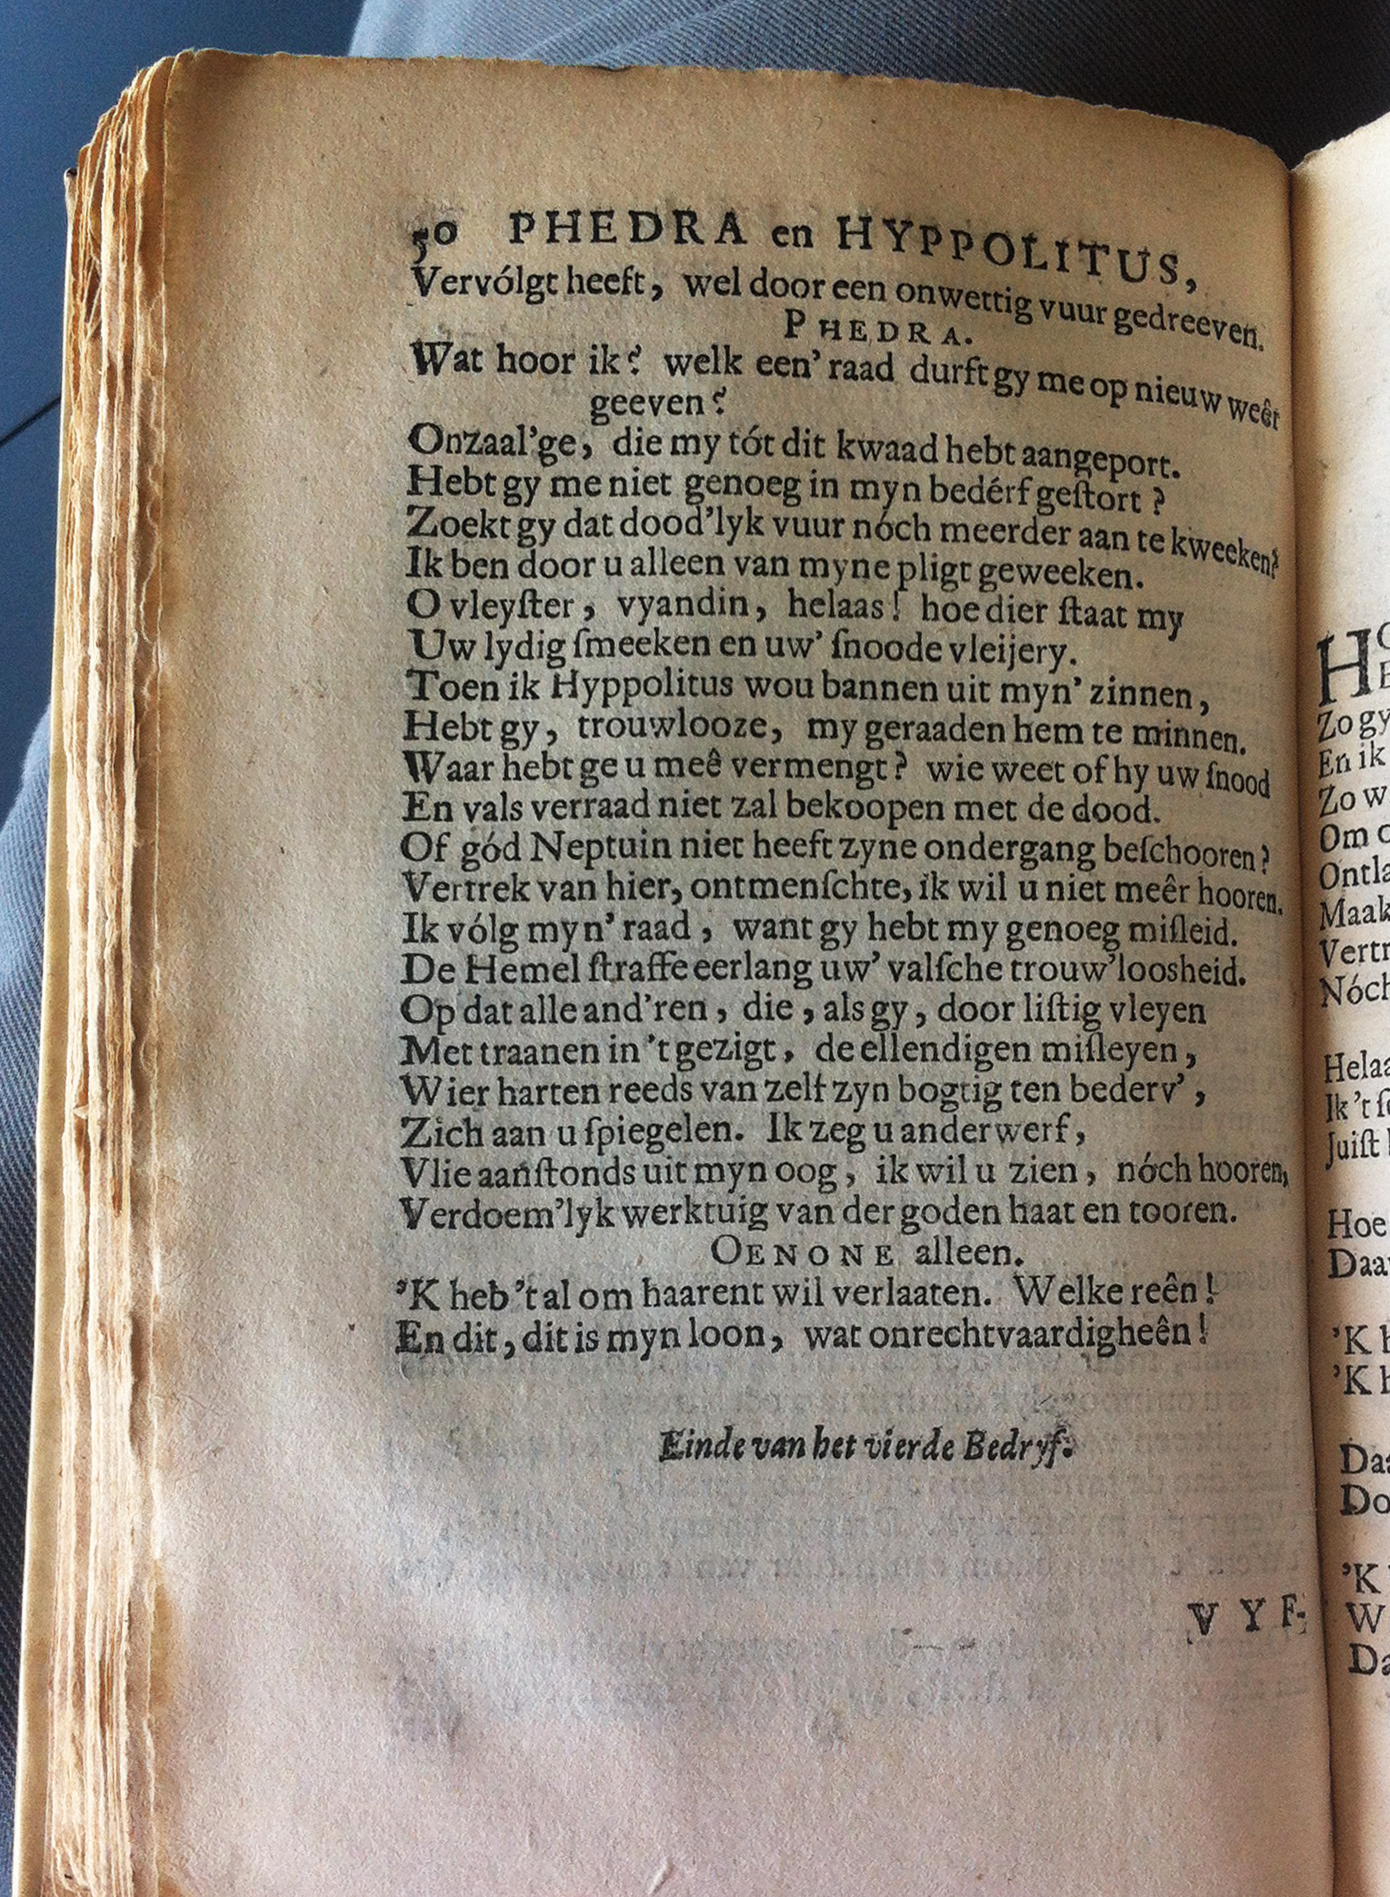 50 PHEDRA en HYPPOLITUS,
Vervólgt heeft, wel door een onwettig vuur gedreeven.
PHEDRA.
Wat hoor ik? welk een' raad durft gy me op nieuw weêr
geeven?
Onzaal'ge, die my tót dit kwaad hebt aangeport.
Hebt gy me niet genoeg in myn bedérf geſtort?
Zoekt gy dat dood'lyk vuur nóch meerder aan te kweeken?
Ik ben door u alleen van myne pligt geweeken.
O vleyſter, vyandin, helaas! hoe dier ſtaat my
Uw lydig ſmeeken en uw' ſnoode vleijery.
Toen ik Hyppolitus wou bannen uit myn' zinnen,
Hebt gy, trouwlooze, my geraaden hem te minnen.
Waar hebt ge u meê vermengt? wie weet of hy uw ſnood
En vals verraad niet zal bekoopen met de dood.
Of gód Neptuin niet heeft zyne ondergang beſchooren?
Vertrek van hier, ontmenſchte, ik wil u niet meêr hooren.
Ik vólg myn' raad, want gy hebt my genoeg miſleid.
De Hemel ſtraffe eerlang uw' valſche trouw'loosheid.
Op dat alle and'ren, die, als gy, door liſtig vleyen
Met traanen in 't gezigt, de ellendigen miſleyen,
Wier harten reeds van zelf zyn bogtig ten bederv',
Zich aan u ſpiegelen. Ik zeg u anderwerf,
Vlie aanſtonds uit myn oog, ik wil u zien, nóch hooren,
Verdoem'lyk werktuig van der goden haat en tooren.
OENONE alleen.
'K heb 't al om haarent wil verlaaten. Welke reên!
En dit, dit is myn loon, wat onrechtvaardigheên!
Einde van het vierde Bedryf.
VYF-
H
Zo gy
En ik
Zo w
Om
Ontla
Maak
Vertr
Nóch
Helaa
Ik 't ſ
Juiſt
Hoe
Daa
'K h
'K h
Daa
Do
'K
W
Da